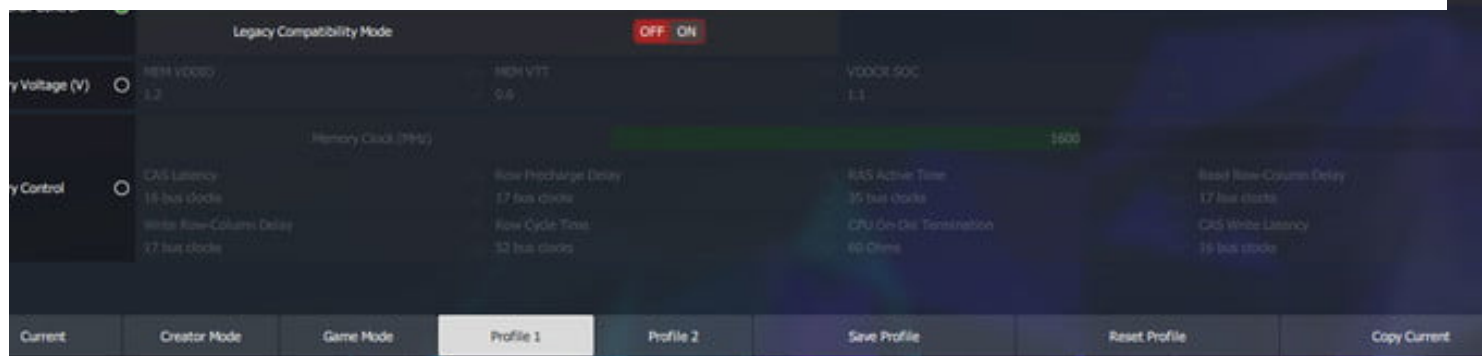 Legacy Compatibility Mode OFF ON
y Voltage (V) MEM VDDIO MEM VTT VDDCR SOC
1.2 0.6 1.1
Memory Clock (MHz) 1600
y Control CAS Latency Row Precharge Delay RAS Active Time Read Row-Column Delay
16 bus clocks 17 bus clocks 35 bus clocks 17 bus clocks
Write Row-Column Delay Row Cycle Time CPU On-Die Termination CAS Write Latency
17 bus clocks 52 bus clocks 60 Ohms 16 bus clocks
Current Creator Mode Game Mode Profile 1 Profile 2 Save Profile Reset Profile Copy Current